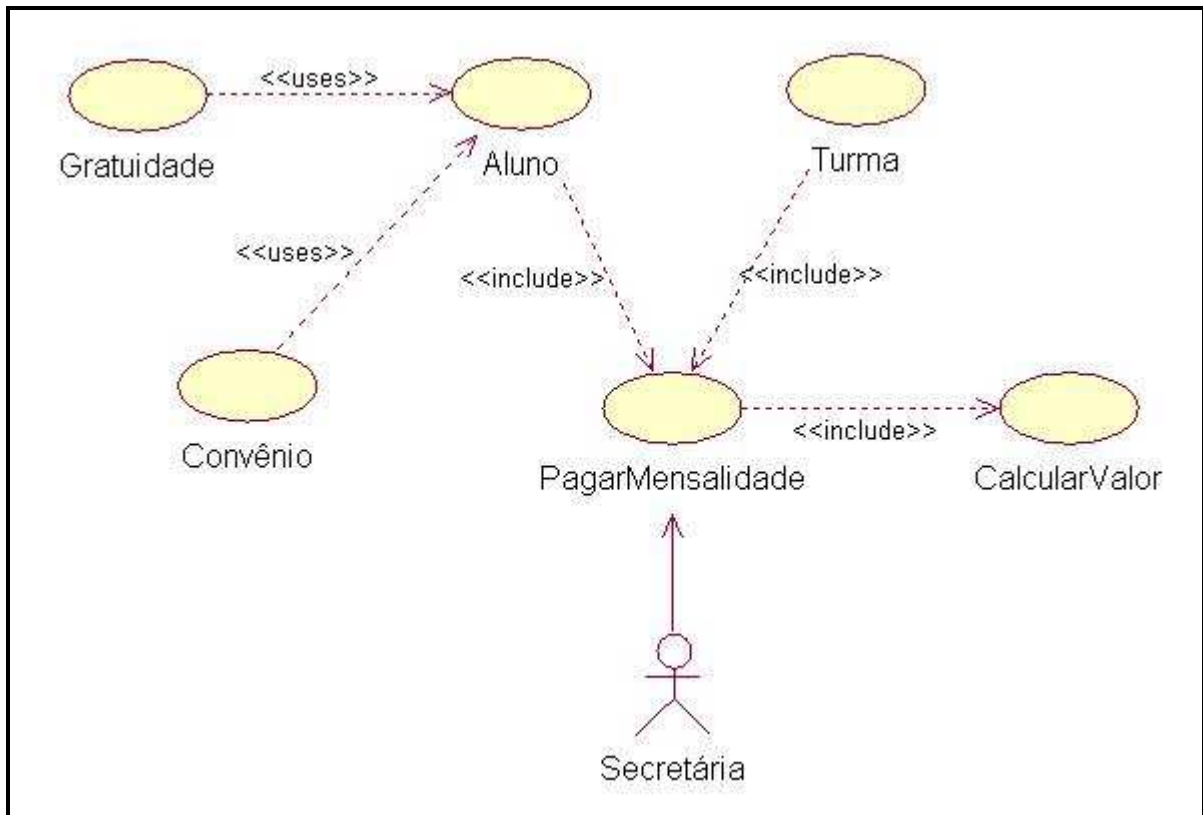 <<uses>>
Gratuidade
Aluno
Turma
<<uses>>
<<include>>
<<include>>
Convênio
<<include>>
PagarMensalidade
CalcularValor
Secretária